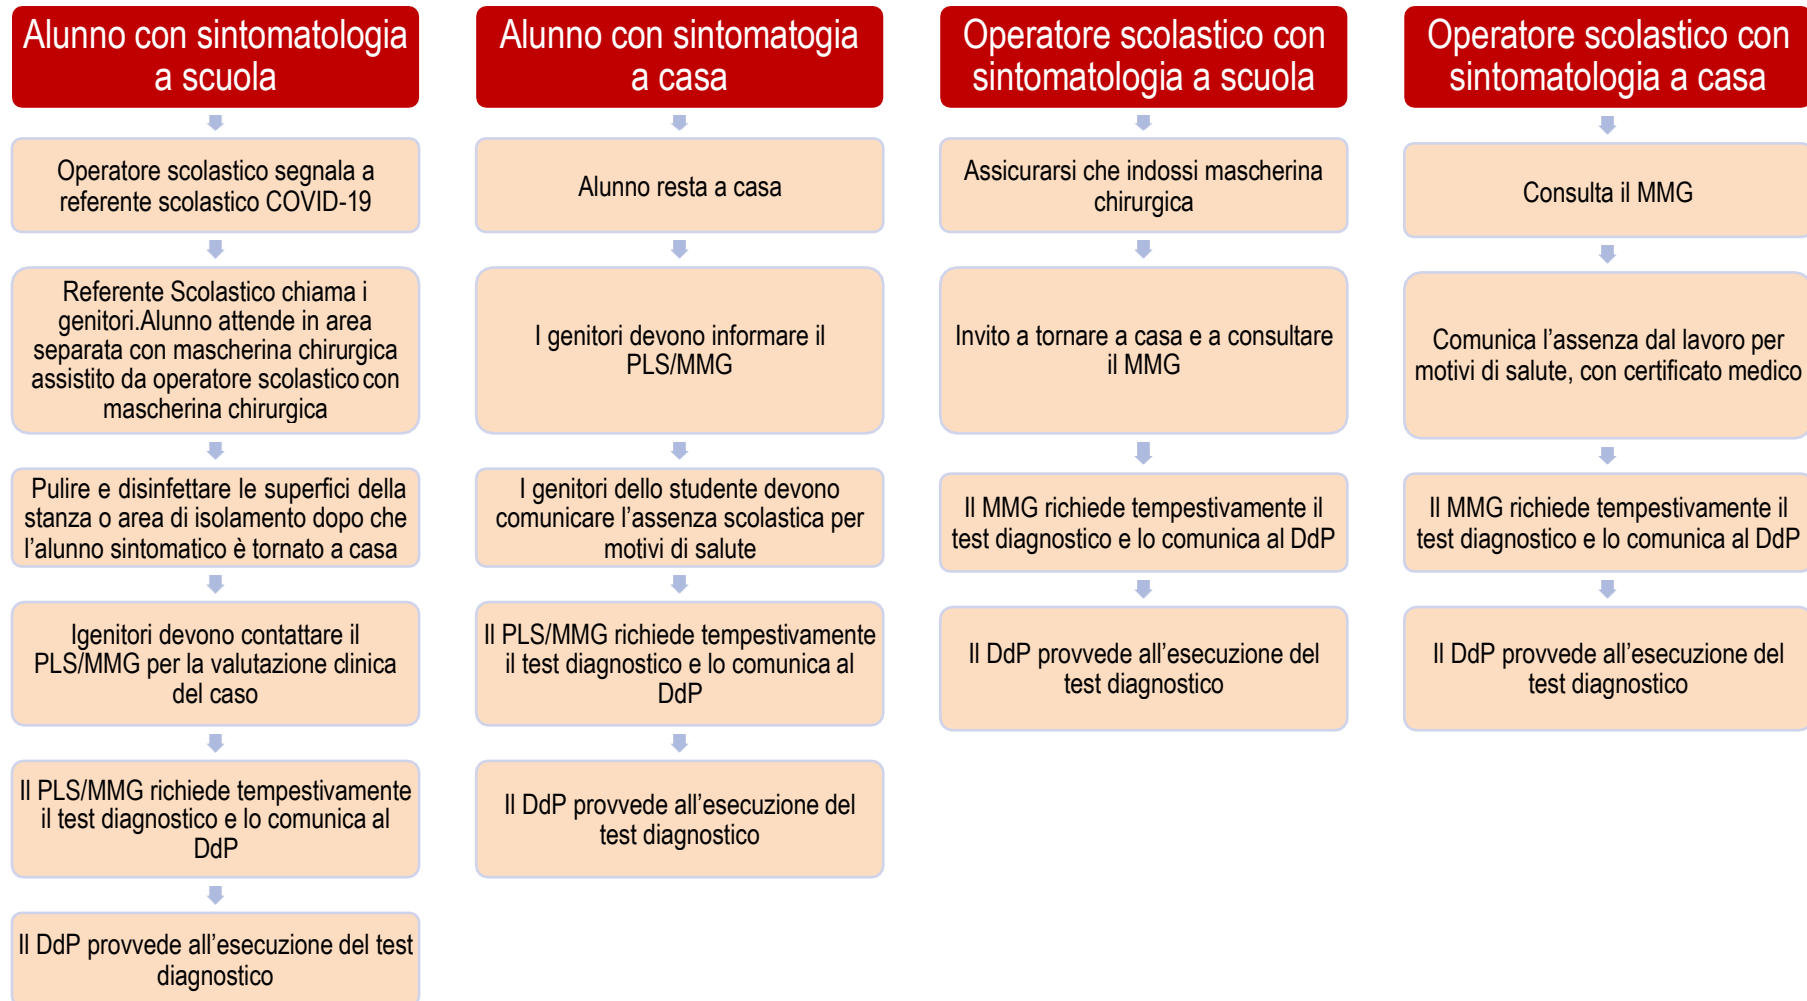 Alunno con sintomatologia
a scuola
Operatore scolastico segnala a
referente scolastico COVID-19
Referente Scolastico chiama i
genitori.Alunno attende in area
separata con mascherina chirurgica
assistito da operatore scolastico con
mascherina chirurgica
Pulire e disinfettare le superfici della
stanza o area di isolamento dopo che
l’alunno sintomatico è tornato a casa
Igenitori devono contattare il
PLS/MMG per la valutazione clinica
del caso
Il PLS/MMG richiede tempestivamente
il test diagnostico e lo comunica al
DdP
Il DdP provvede all’esecuzione del test
diagnostico
Alunno con sintomatogia
a casa
Alunno resta a casa
I genitori devono informare il
PLS/MMG
I genitori dello studente devono
comunicare l’assenza scolastica per
motivi di salute
Il PLS/MMG richiede tempestivamente
il test diagnostico e lo comunica al
DdP
Il DdP provvede all’esecuzione del
test diagnostico
Operatore scolastico con
sintomatologia a scuola
Assicurarsi che indossi mascherina
chirurgica
Invito a tornare a casa e a consultare
il MMG
Il MMG richiede tempestivamente il
test diagnostico e lo comunica al DdP
Il DdP provvede all’esecuzione del
test diagnostico
Operatore scolastico con
sintomatologia a casa
Consulta il MMG
Comunica l’assenza dal lavoro per
motivi di salute, con certificato medico
Il MMG richiede tempestivamente il
test diagnostico e lo comunica al DdP
Il DdP provvede all’esecuzione del
test diagnostico